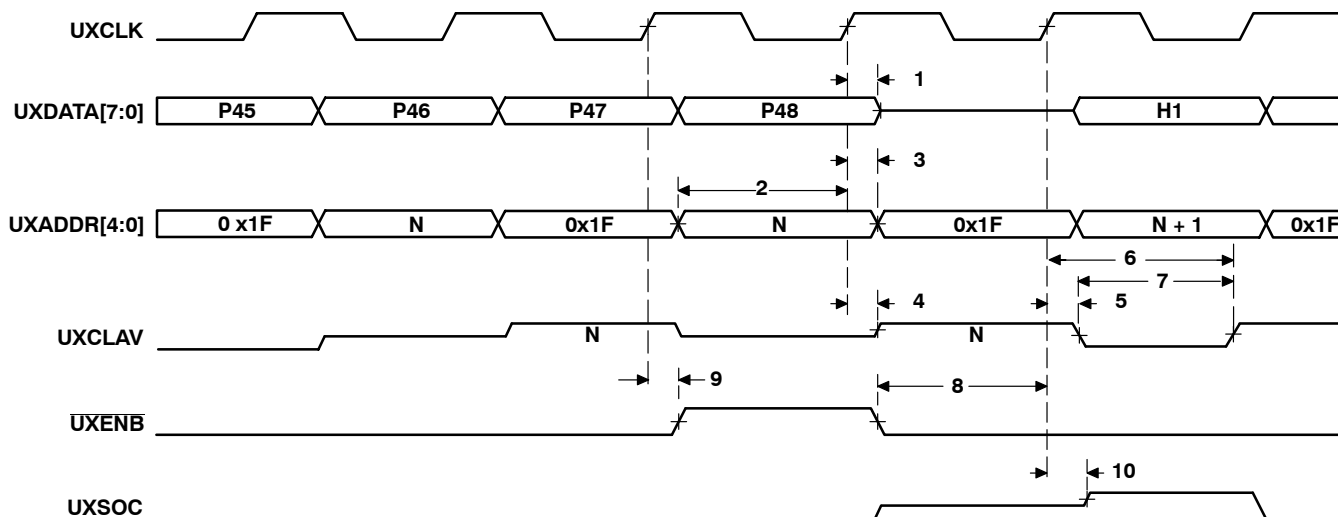 UXCLK
1
UXDATA[7:0] P45 P46 P47 P48 H1
3
2
UXADDR[4:0] 0 x1F N 0x1F N 0x1F N + 1 0x1F
6
7
4 5
UXCLAV N N
9 8
UXENB
10
UXSOC